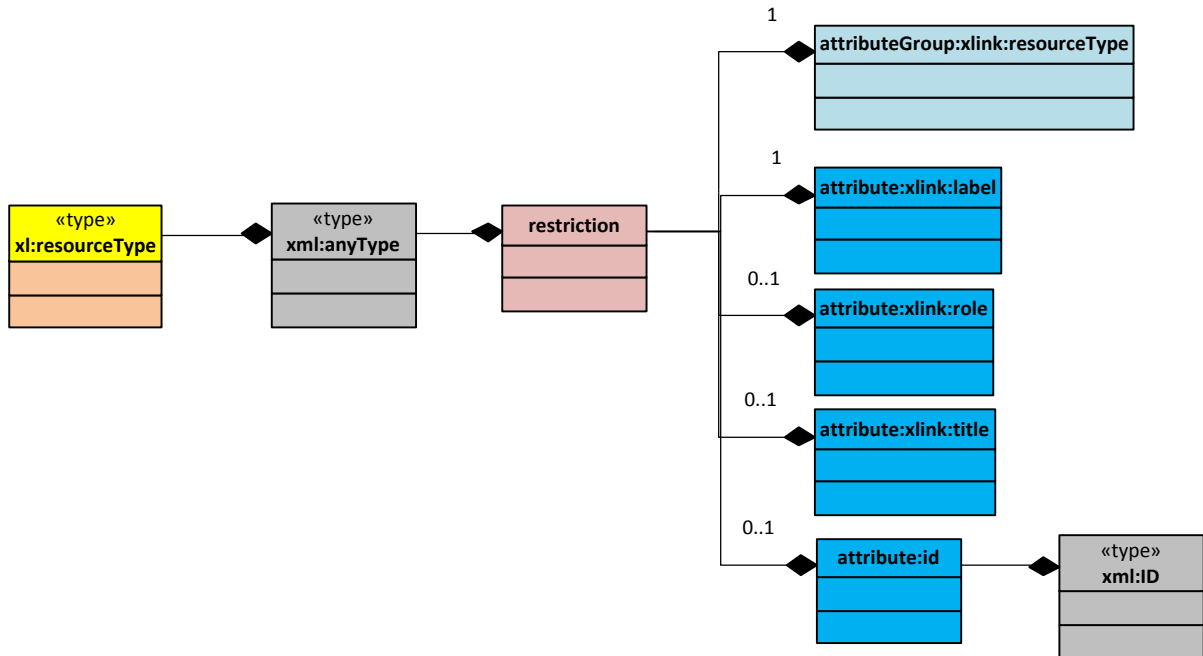 1
attributeGroup:xlink:resourceType
1
attribute:xlink:label
«type»
xl:resourceType
«type»
xml:anyType
restriction
0..1
attribute:xlink:role
0..1
attribute:xlink:title
0..1
attribute:id
«type»
xml:ID